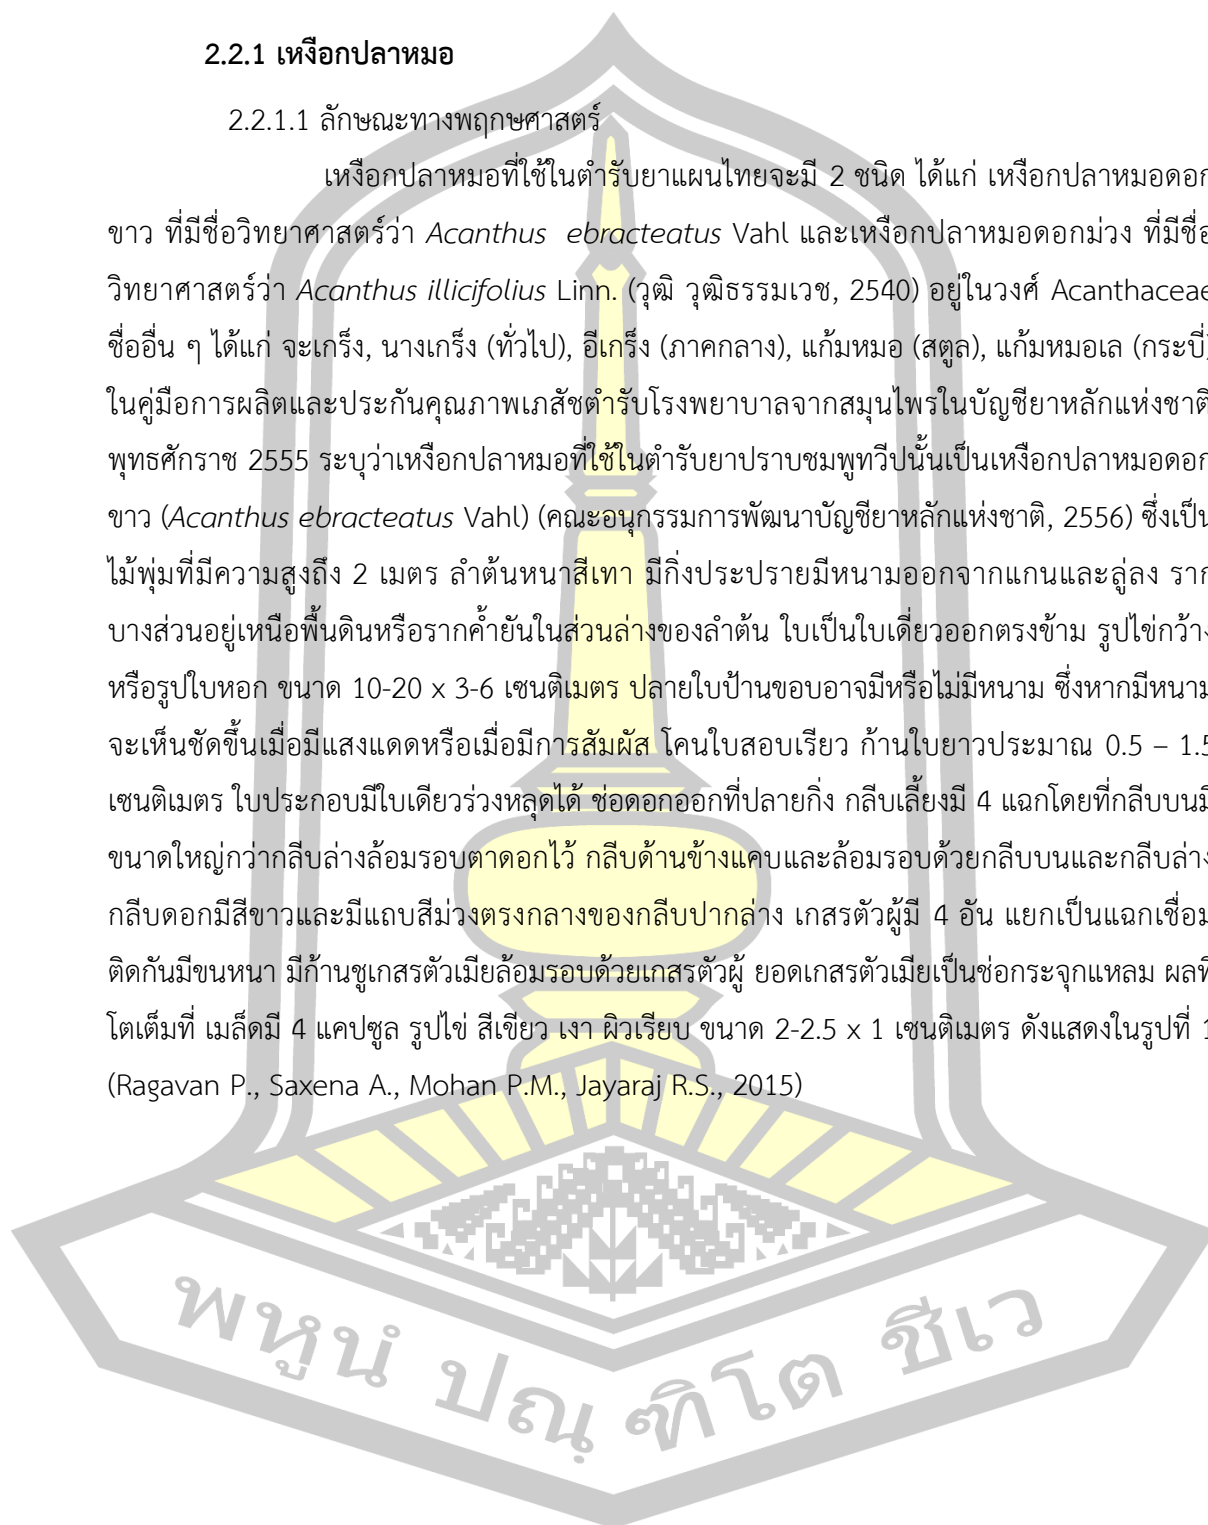 2.2.1 เหงือกปลาหมอ
2.2.1.1 ลักษณะทางพฤกษศาสตร์
เหงือกปลาหมอที่ใช้ในตำรับยาแผนไทยจะมี 2 ชนิด ได้แก่ เหงือกปลาหมอดอก
ขาว ที่มีชื่อวิทยาศาสตร์ว่า Acanthus ebracteatus Vahl และเหงือกปลาหมอดอกม่วง ที่มีชื่อ
วิทยาศาสตร์ว่า Acanthus illicifolius Linn. (วุฒิ วุฒิธรรมเวช, 2540) อยู่ในวงศ์ Acanthaceae
ชื่ออื่น ๆ ได้แก่ จะเกร็ง, นางเกร็ง (ทั่วไป), อีเกร็ง (ภาคกลาง), แก้มหมอ (สตูล), แก้มหมอเล (กระบี่)
ในคู่มือการผลิตและประกันคุณภาพเภสัชตำรับโรงพยาบาลจากสมุนไพรในบัญชียาหลักแห่งชาติ
พุทธศักราช 2555 ระบุว่าเหงือกปลาหมอที่ใช้ในตำรับยาปราบชมพูทวีปนั้นเป็นเหงือกปลาหมอดอก
ขาว (Acanthus ebracteatus Vahl) (คณะอนุกรรมการพัฒนาบัญชียาหลักแห่งชาติ, 2556) ซึ่งเป็น
ไม้พุ่มที่มีความสูงถึง 2 เมตร ลำต้นหนาสีเทา มีกิ่งประปรายมีหนามออกจากแกนและลู่ลง ราก
บางส่วนอยู่เหนือพื้นดินหรือรากค้ำยันในส่วนล่างของลำต้น ใบเป็นใบเดี่ยวออกตรงข้าม รูปไข่กว้าง
หรือรูปใบหอก ขนาด 10-20 x 3-6 เซนติเมตร ปลายใบป้านขอบอาจมีหรือไม่มีหนาม ซึ่งหากมีหนาม
จะเห็นชัดขึ้นเมื่อมีแสงแดดหรือเมื่อมีการสัมผัส โคนใบสอบเรียว ก้านใบยาวประมาณ 0.5 – 1.5
เซนติเมตร ใบประกอบมีใบเดียวร่วงหลุดได้ ช่อดอกออกที่ปลายกิ่ง กลีบเลี้ยงมี 4 แฉกโดยที่กลีบบนมี
ขนาดใหญ่กว่ากลีบล่างล้อมรอบตาดอกไว้ กลีบด้านข้างแคบและล้อมรอบด้วยกลีบบนและกลีบล่าง
กลีบดอกมีสีขาวและมีแถบสีม่วงตรงกลางของกลีบปากล่าง เกสรตัวผู้มี 4 อัน แยกเป็นแฉกเชื่อม
ติดกันมีขนหนา มีก้านชูเกสรตัวเมียล้อมรอบด้วยเกสรตัวผู้ ยอดเกสรตัวเมียเป็นช่อกระจุกแหลม ผลที่
โตเต็มที่ เมล็ดมี 4 แคปซูล รูปไข่ สีเขียว เงา ผิวเรียบ ขนาด 2-2.5 x 1 เซนติเมตร ดังแสดงในรูปที่ 1
(Ragavan P., Saxena A., Mohan P.M., Jayaraj R.S., 2015)
พหูนํ ปณฺ ฑิโต ชีเว